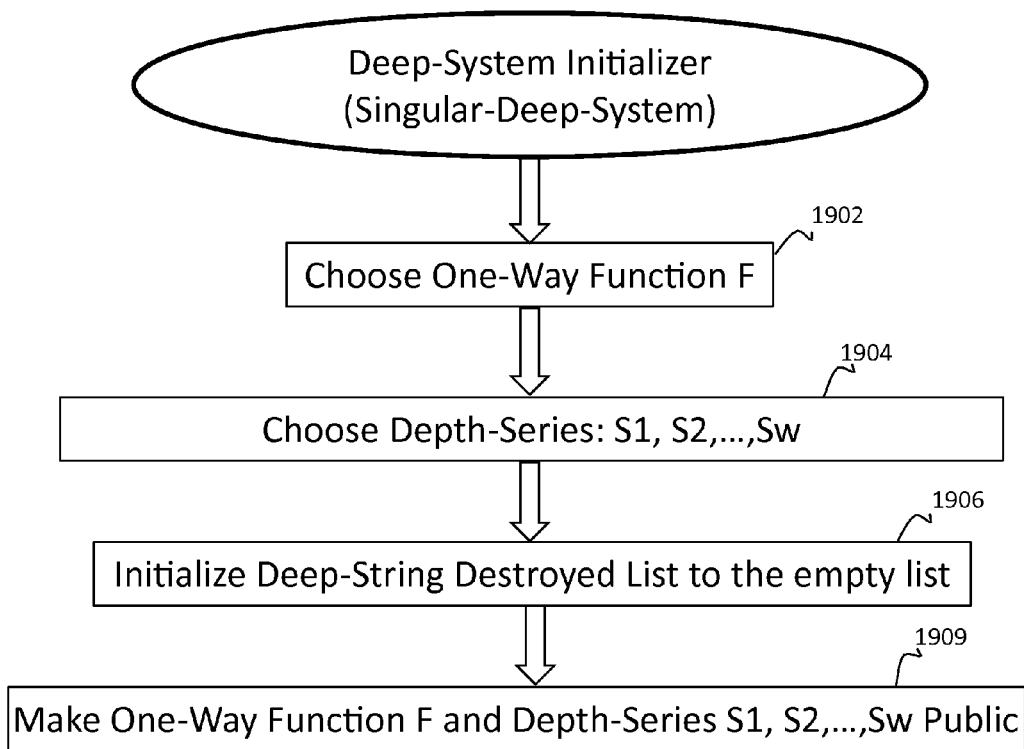 Deep-System Initializer
(Singular-Deep-System)
1902
Choose One-Way Function F
1904
Choose Depth-Series: S1, S2,...,Sw
1906
Initialize Deep-String Destroyed List to the empty list
1909
Make One-Way Function F and Depth-Series S1, S2,...,Sw Public